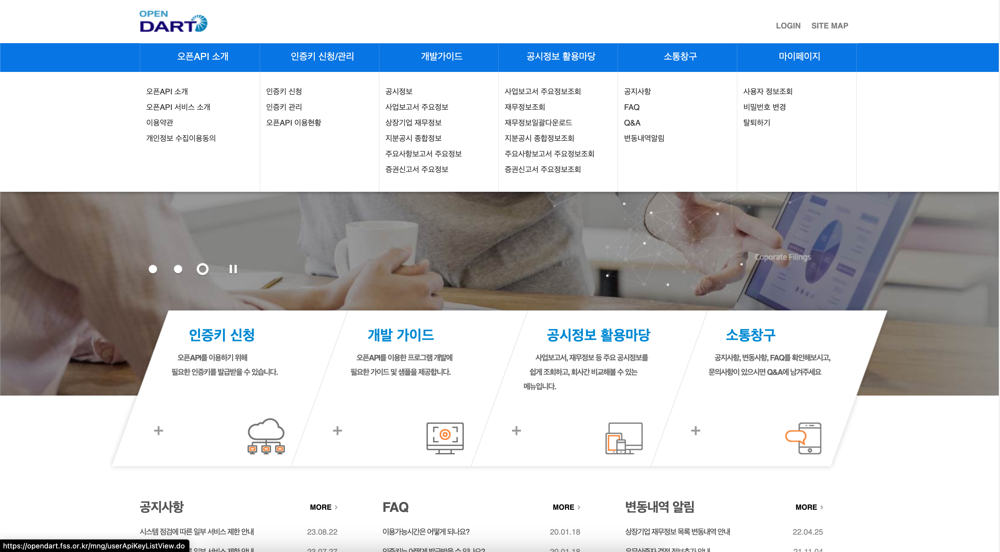 OPEN
DART
LOGIN SITE MAP
오픈API 소개 인증키 신청/관리 개발가이드 공시정보 활용마당 소통창구 마이페이지
오픈API 소개
오픈API 서비스 소개
이용약관
개인정보 수집이용동의
인증키 신청
인증키 관리
오픈API 이용현황
공시정보
사업보고서 주요정보
상장기업 재무정보
지분공시 종합정보
주요사항보고서 주요정보
증권신고서 주요정보
사업보고서 주요정보조회
재무정보조회
재무정보일괄다운로드
지분공시 종합정보조회
주요사항보고서 주요정보조회
증권신고서 주요정보조회
공지사항
FAQ
Q&A
변동내역알림
사용자 정보조회
비밀번호 변경
탈퇴하기
Coporate Filings
인증키 신청
오픈API를 이용하기 위해
필요한 인증키를 발급받을 수 있습니다.
개발 가이드
오픈API를 이용한 프로그램 개발에
필요한 가이드 및 샘플을 제공합니다.
공시정보 활용마당
사업보고서, 재무정보 등 주요 공시정보를
쉽게 조회하고, 회사간 비교해볼 수 있는
메뉴입니다.
소통창구
공지사항, 변동사항, FAQ를 확인해보시고,
문의사항이 있으시면 Q&A에 남겨주세요
공지사항 MORE
시스템 점검에 따른 일부 서비스 제한 안내 23.08.22
일부 서비스 제한 안내 23.07.27
FAQ MORE
이용가능시간은 어떻게 되나요? 20.01.18
인증키는 어떻게 발급받을 수 있나요? 20.01.18
변동내역 알림 MORE
상장기업 재무정보 목록 변동내역 안내 22.04.25
유무상증자 결정 정보추가 안내 21.11.04
https://opendart.fss.or.kr/mng/userApiKeyListView.do